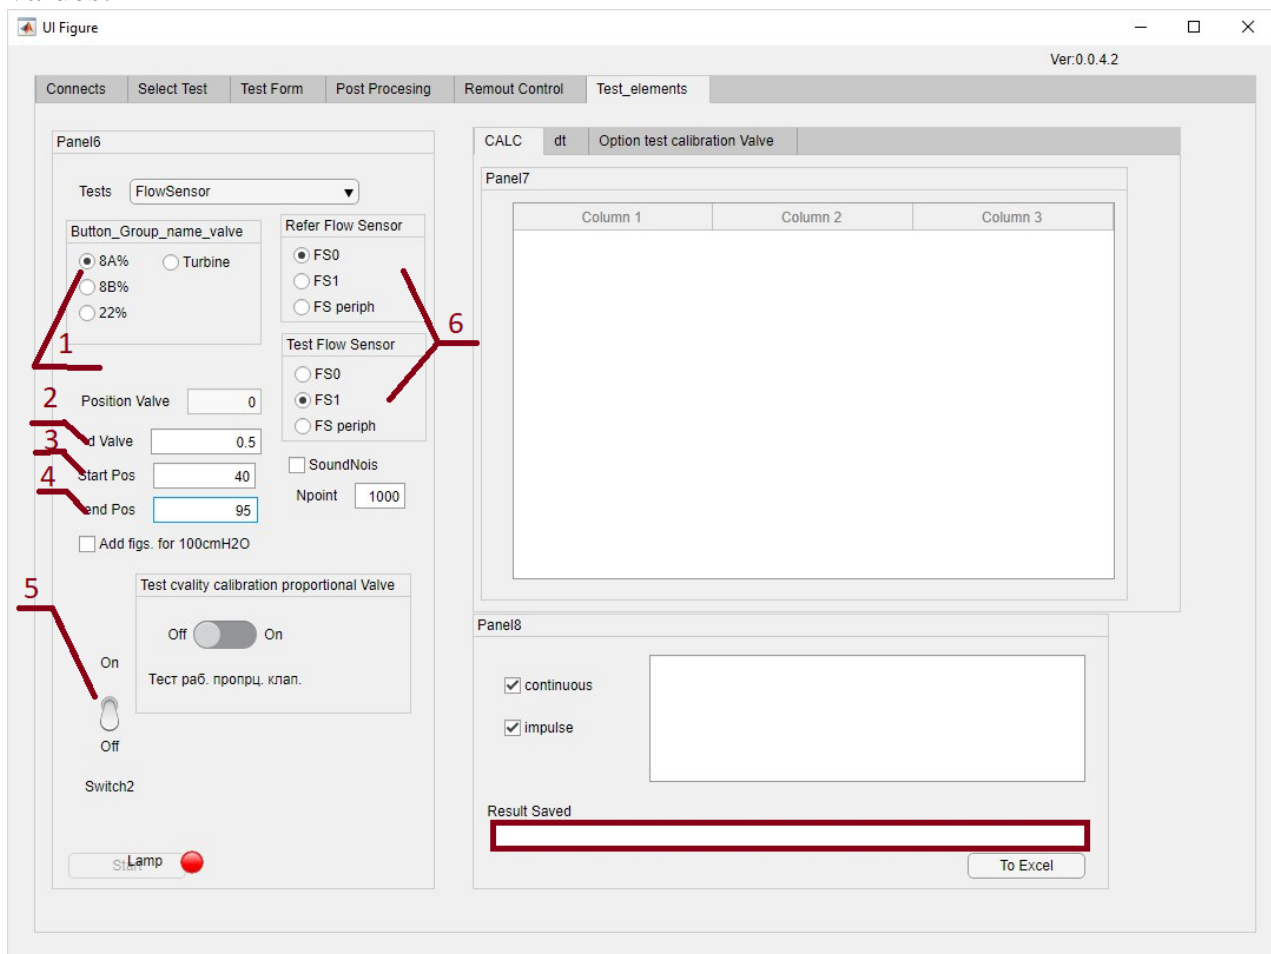 UI Figure
Ver:0.0.4.2
Connects Select Test Test Form Post Procesing Remout Control Test_elements
Panel6
Tests FlowSensor
Button_Group_name_valve
8A% Turbine
8B%
22%
1
Refer Flow Sensor
FS0
FS1
FS periph
6
Test Flow Sensor
FS0
FS1
FS periph
2 Position Valve 0
3 d Valve 0.5
4 Start Pos 40
end Pos 95
SoundNois
Npoint 1000
Add figs. for 100cmH2O
5
Test cvality calibration proportional Valve
Off On
Тест раб. пропрц. клап.
On
Off
Switch2
Start
Lamp
CALC dt Option test calibration Valve
Panel7
Column 1 Column 2 Column 3
Panel8
continuous
impulse
Result Saved
To Excel